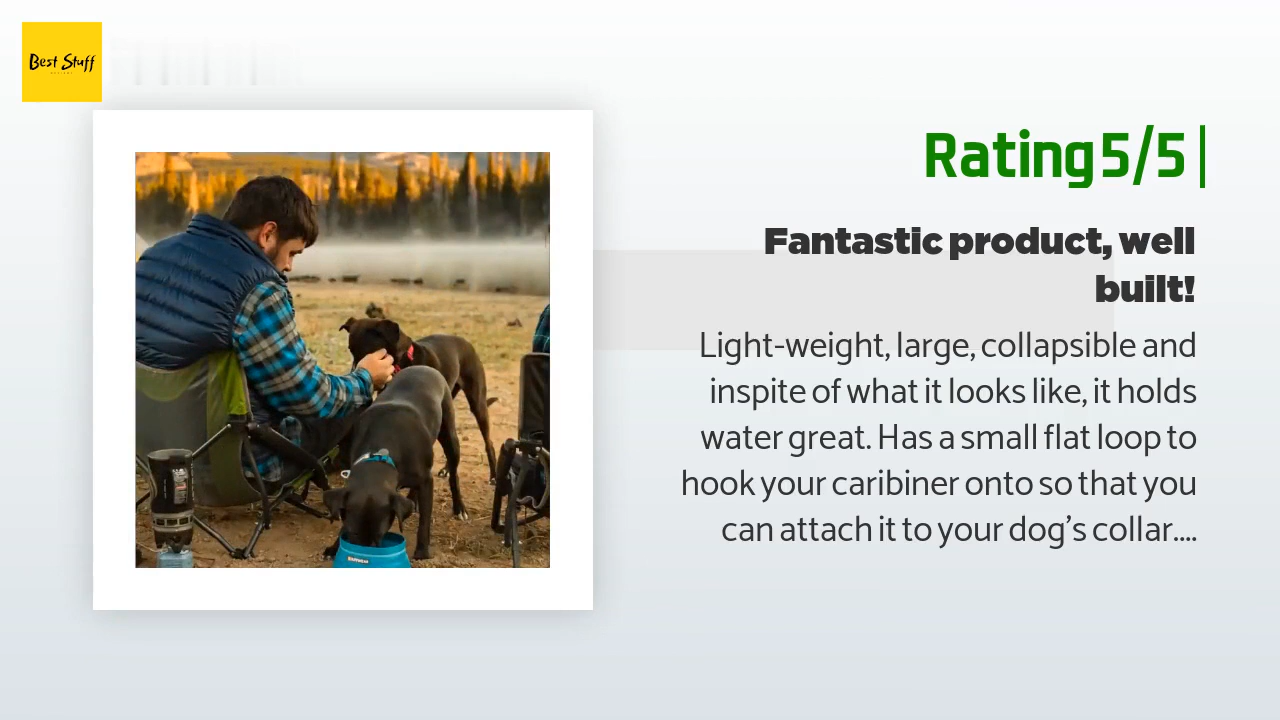 Best Stuff
Rating 5/5 |
Fantastic product, well
built!
Light-weight, large, collapsible and
inspite of what it looks like, it holds
water great. Has a small flat loop to
hook your caribiner onto so that you
can attach it to your dog's collar....